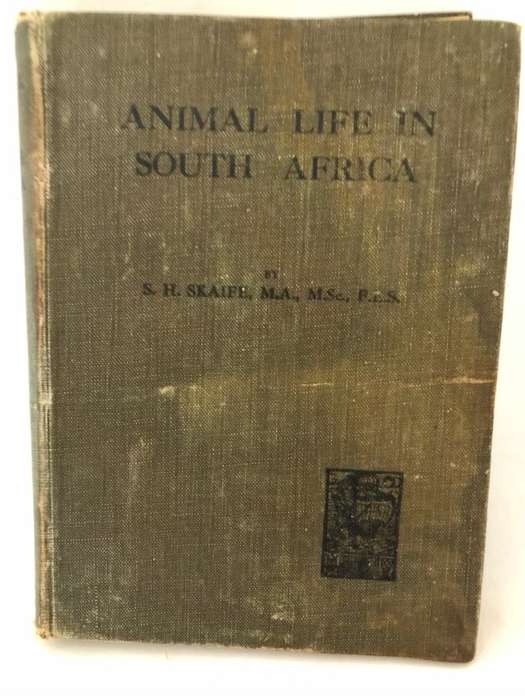 ANIMAL LIFE IN
SOUTH AFRICA
BY
S. H. SKAIFE, M.A., M.Sc., F.E.S.